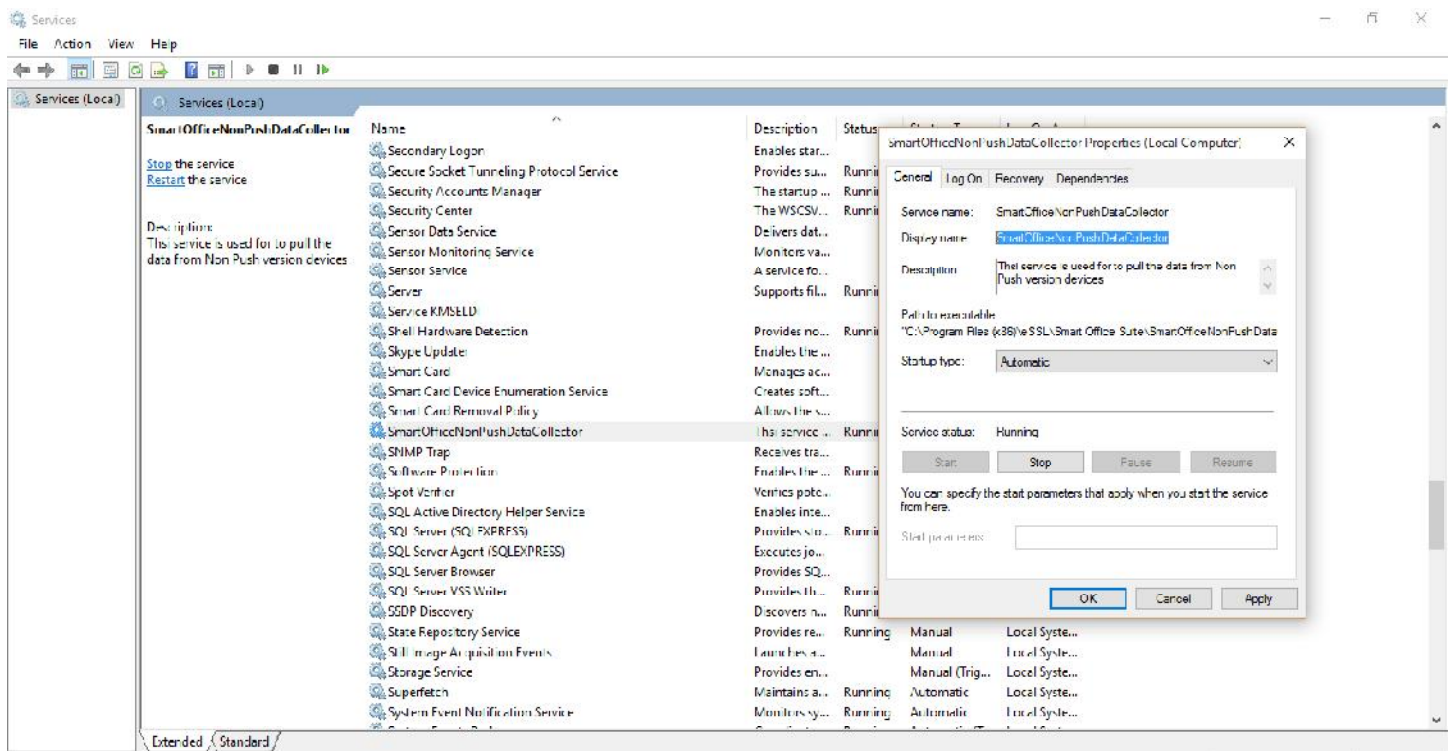 Services
File Action View Help
Services (Local)
Services (Local)
SmartOfficeNonPushDataCollector
Stop the service
Restart the service
Description:
Thsi service is used for to pull the
data from Non Push version devices
Name Description Status
Secondary Logon Enables star...
Secure Socket Tunneling Protocol Service Provides su... Runni
Security Accounts Manager The startup ... Runni
Security Center The WSCSV... Runni
Sensor Data Service Delivers dat...
Sensor Monitoring Service Monitors va...
Sensor Service A service fo...
Server Supports fil... Runni
Service KMSELDI
Shell Hardware Detection Provides no... Runni
Skype Updater Enables the ...
Smart Card Manages ac...
Smart Card Device Enumeration Service Creates soft...
Smart Card Removal Policy Allows the s...
SmartOfficeNonPushDataCollector Thsi service ... Runni
SNMP Trap Receives tra...
Software Protection Enables the ... Runni
Spot Verifier Verifies pote...
SQL Active Directory Helper Service Enables inte...
SQL Server (SQLEXPRESS) Provides sto... Runni
SQL Server Agent (SQLEXPRESS) Executes jo...
SQL Server Browser Provides SQ...
SQL Server VSS Writer Provides th... Runni
SSDP Discovery Discovers n... Runni
State Repository Service Provides re... Running Manual Local Syste...
Still Image Acquisition Events Launches a... Manual Local Syste...
Storage Service Provides en... Manual (Trig... Local Syste...
Superfetch Maintains a... Running Automatic Local Syste...
System Event Notification Service Monitors sy... Running Automatic Local Syste...
Extended Standard
SmartOfficeNonPushDataCollector Properties (Local Computer)
General Log On Recovery Dependencies
Service name: SmartOfficeNonPushDataCollector
Display name: SmartOfficeNonPushDataCollector
Description: Thsi service is used for to pull the data from Non
Push version devices
Path to executable:
"C:\Program Files (x86)\eSSL\Smart Office Suite\SmartOfficeNonPushData
Startup type: Automatic
Service status: Running
Start Stop Pause Resume
You can specify the start parameters that apply when you start the service
from here.
Start parameters:
OK Cancel Apply